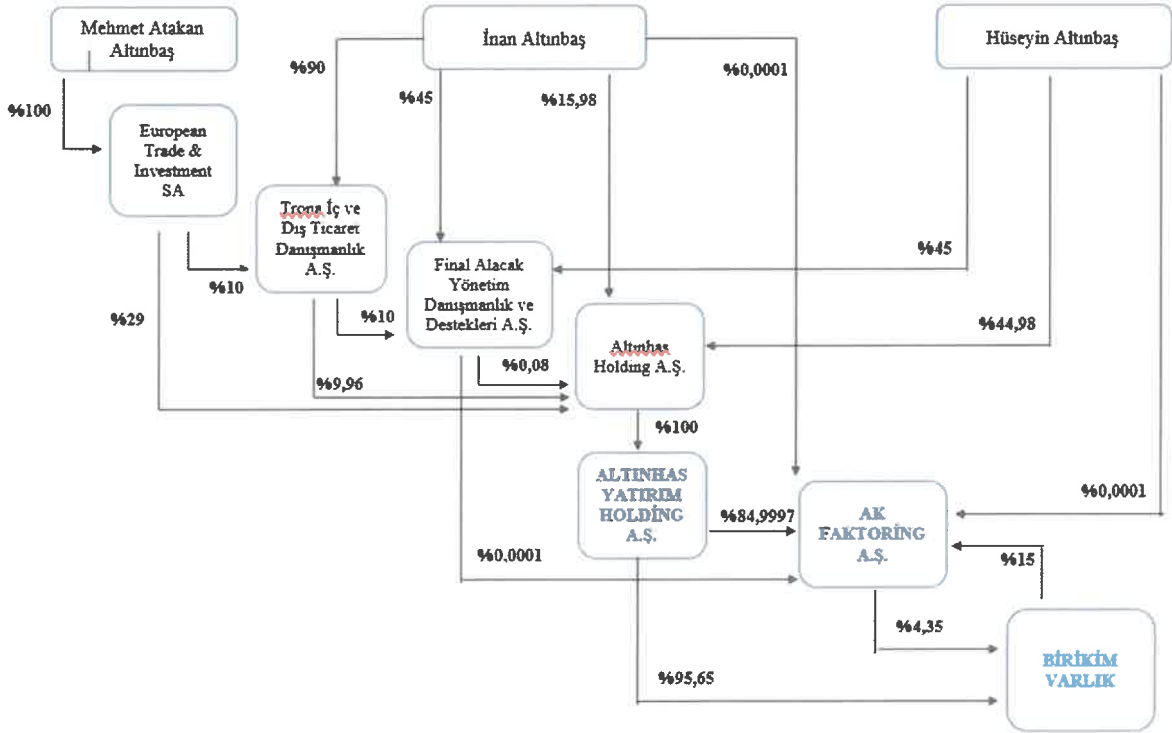 Mehmet Atakan
Altınbaş
İnan Altınbaş
Hüseyin Altınbaş
%100
%90
%45
%15,98
%0,0001
European
Trade &
Investment
SA
Trona İç ve
Dış Ticaret
Danışmanlık
A.Ş.
Final Alacak
Yönetim
Danışmanlık ve
Destekleri A.Ş.
%45
%10
%29
%10
%44,98
Altınhas
Holding A.Ş.
%0,08
%9,96
%100
ALTINHAS
YATIRIM
HOLDİNG
A.Ş.
%84,9997
AK
FAKTORİNG
A.Ş.
%0,0001
%0,0001
%15
%4,35
%95,65
BİRİKİM
VARLIK